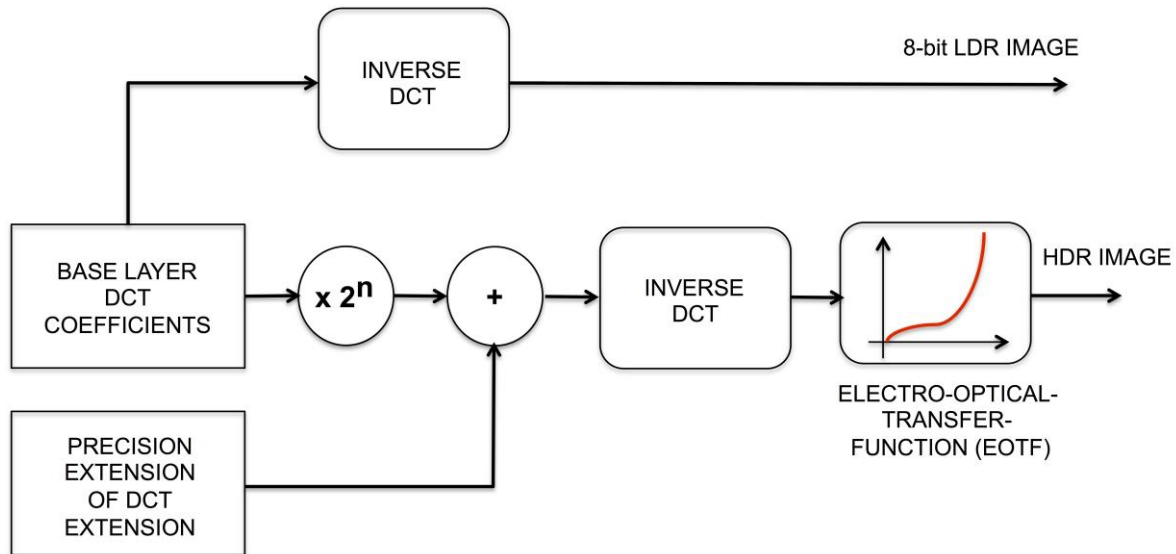 INVERSE
DCT
8-bit LDR IMAGE
BASE LAYER
DCT
COEFFICIENTS
x 2^n
+
INVERSE
DCT
HDR IMAGE
ELECTRO-OPTICAL-
TRANSFER-
FUNCTION (EOTF)
PRECISION
EXTENSION
OF DCT
EXTENSION